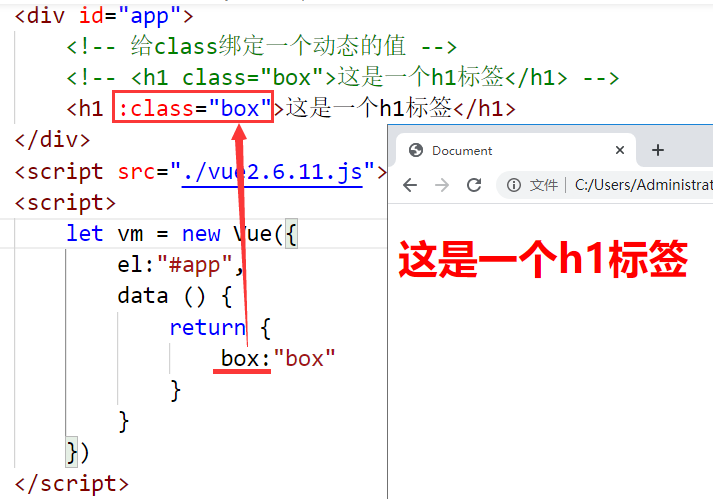 <div id="app">
<!-- 给class绑定一个动态的值 -->
<!-- <h1 class="box">这是一个h1标签</h1> -->
<h1 :class="box">这是一个h1标签</h1>
</div>
<script src="./vue2.6.11.js">
<script>
let vm = new Vue({
el:"#app",
data () {
return {
box:"box"
}
}
})
</script>
Document
文件 C:/Users/Administrat
这是一个h1标签